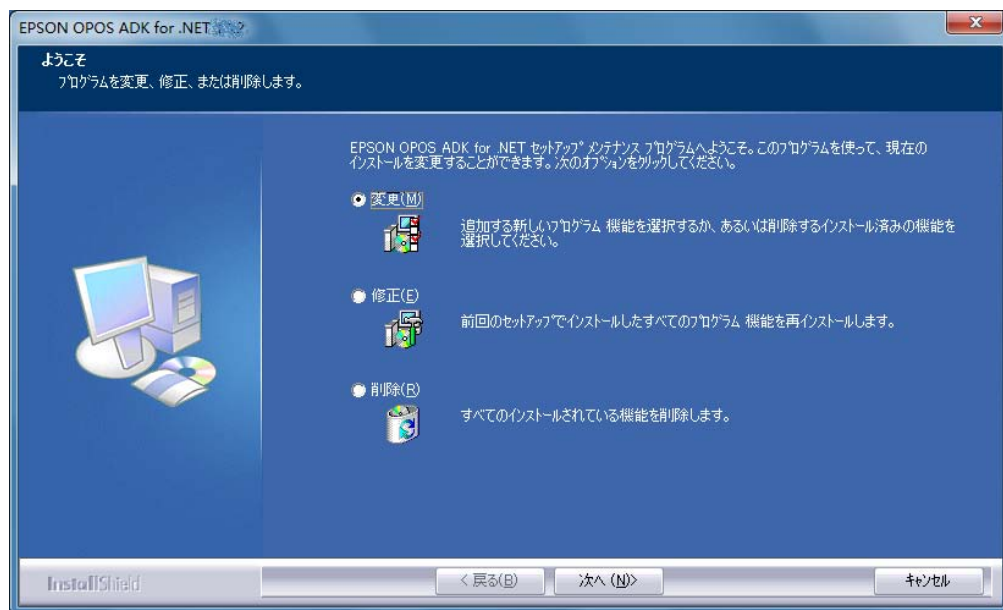 EPSON OPOS ADK for .NET
ようこそ
プログラムを変更、修正、または削除します。
EPSON OPOS ADK for .NET セットアップ メンテナンス プログラムへようこそ。このプログラムを使って、現在の
インストールを変更することができます。次のオプションをクリックしてください。
変更(M)
追加する新しいプログラム 機能を選択するか、あるいは削除するインストール済みの機能を
選択してください。
修正(E)
前回のセットアップでインストールしたすべてのプログラム 機能を再インストールします。
削除(R)
すべてのインストールされている機能を削除します。
InstallShield
< 戻る(B)
次へ (N)>
キャンセル